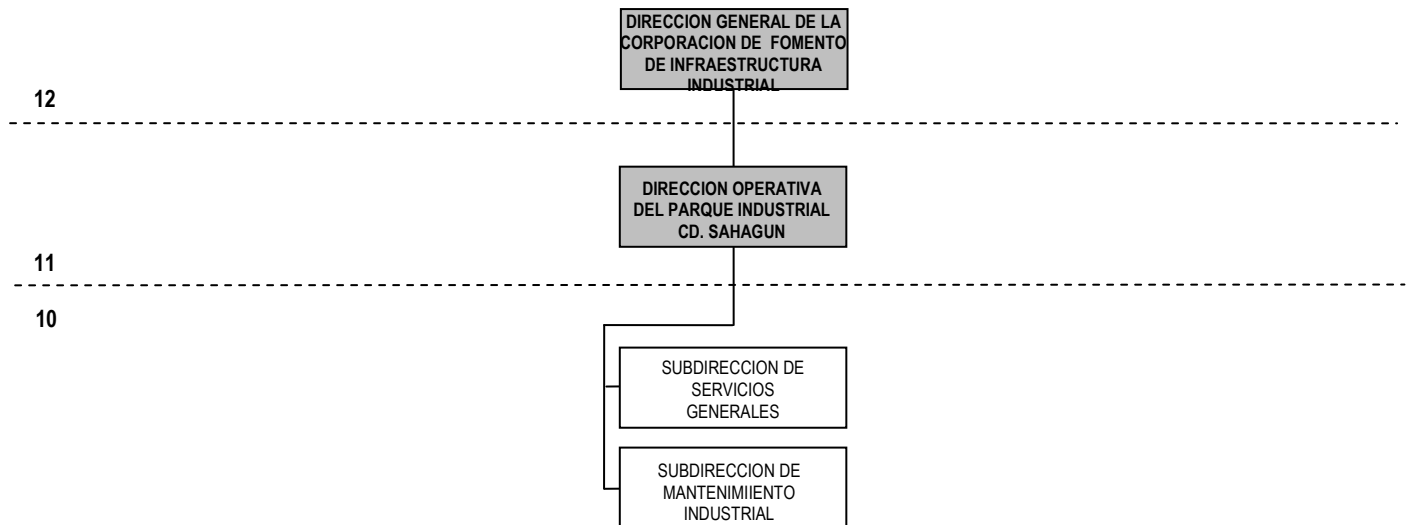 DIRECCION GENERAL DE LA
CORPORACION DE FOMENTO
DE INFRAESTRUCTURA
INDUSTRIAL
12
DIRECCION OPERATIVA
DEL PARQUE INDUSTRIAL
CD. SAHAGUN
11
10
SUBDIRECCION DE
SERVICIOS
GENERALES
SUBDIRECCION DE
MANTENIMIIENTO
INDUSTRIAL